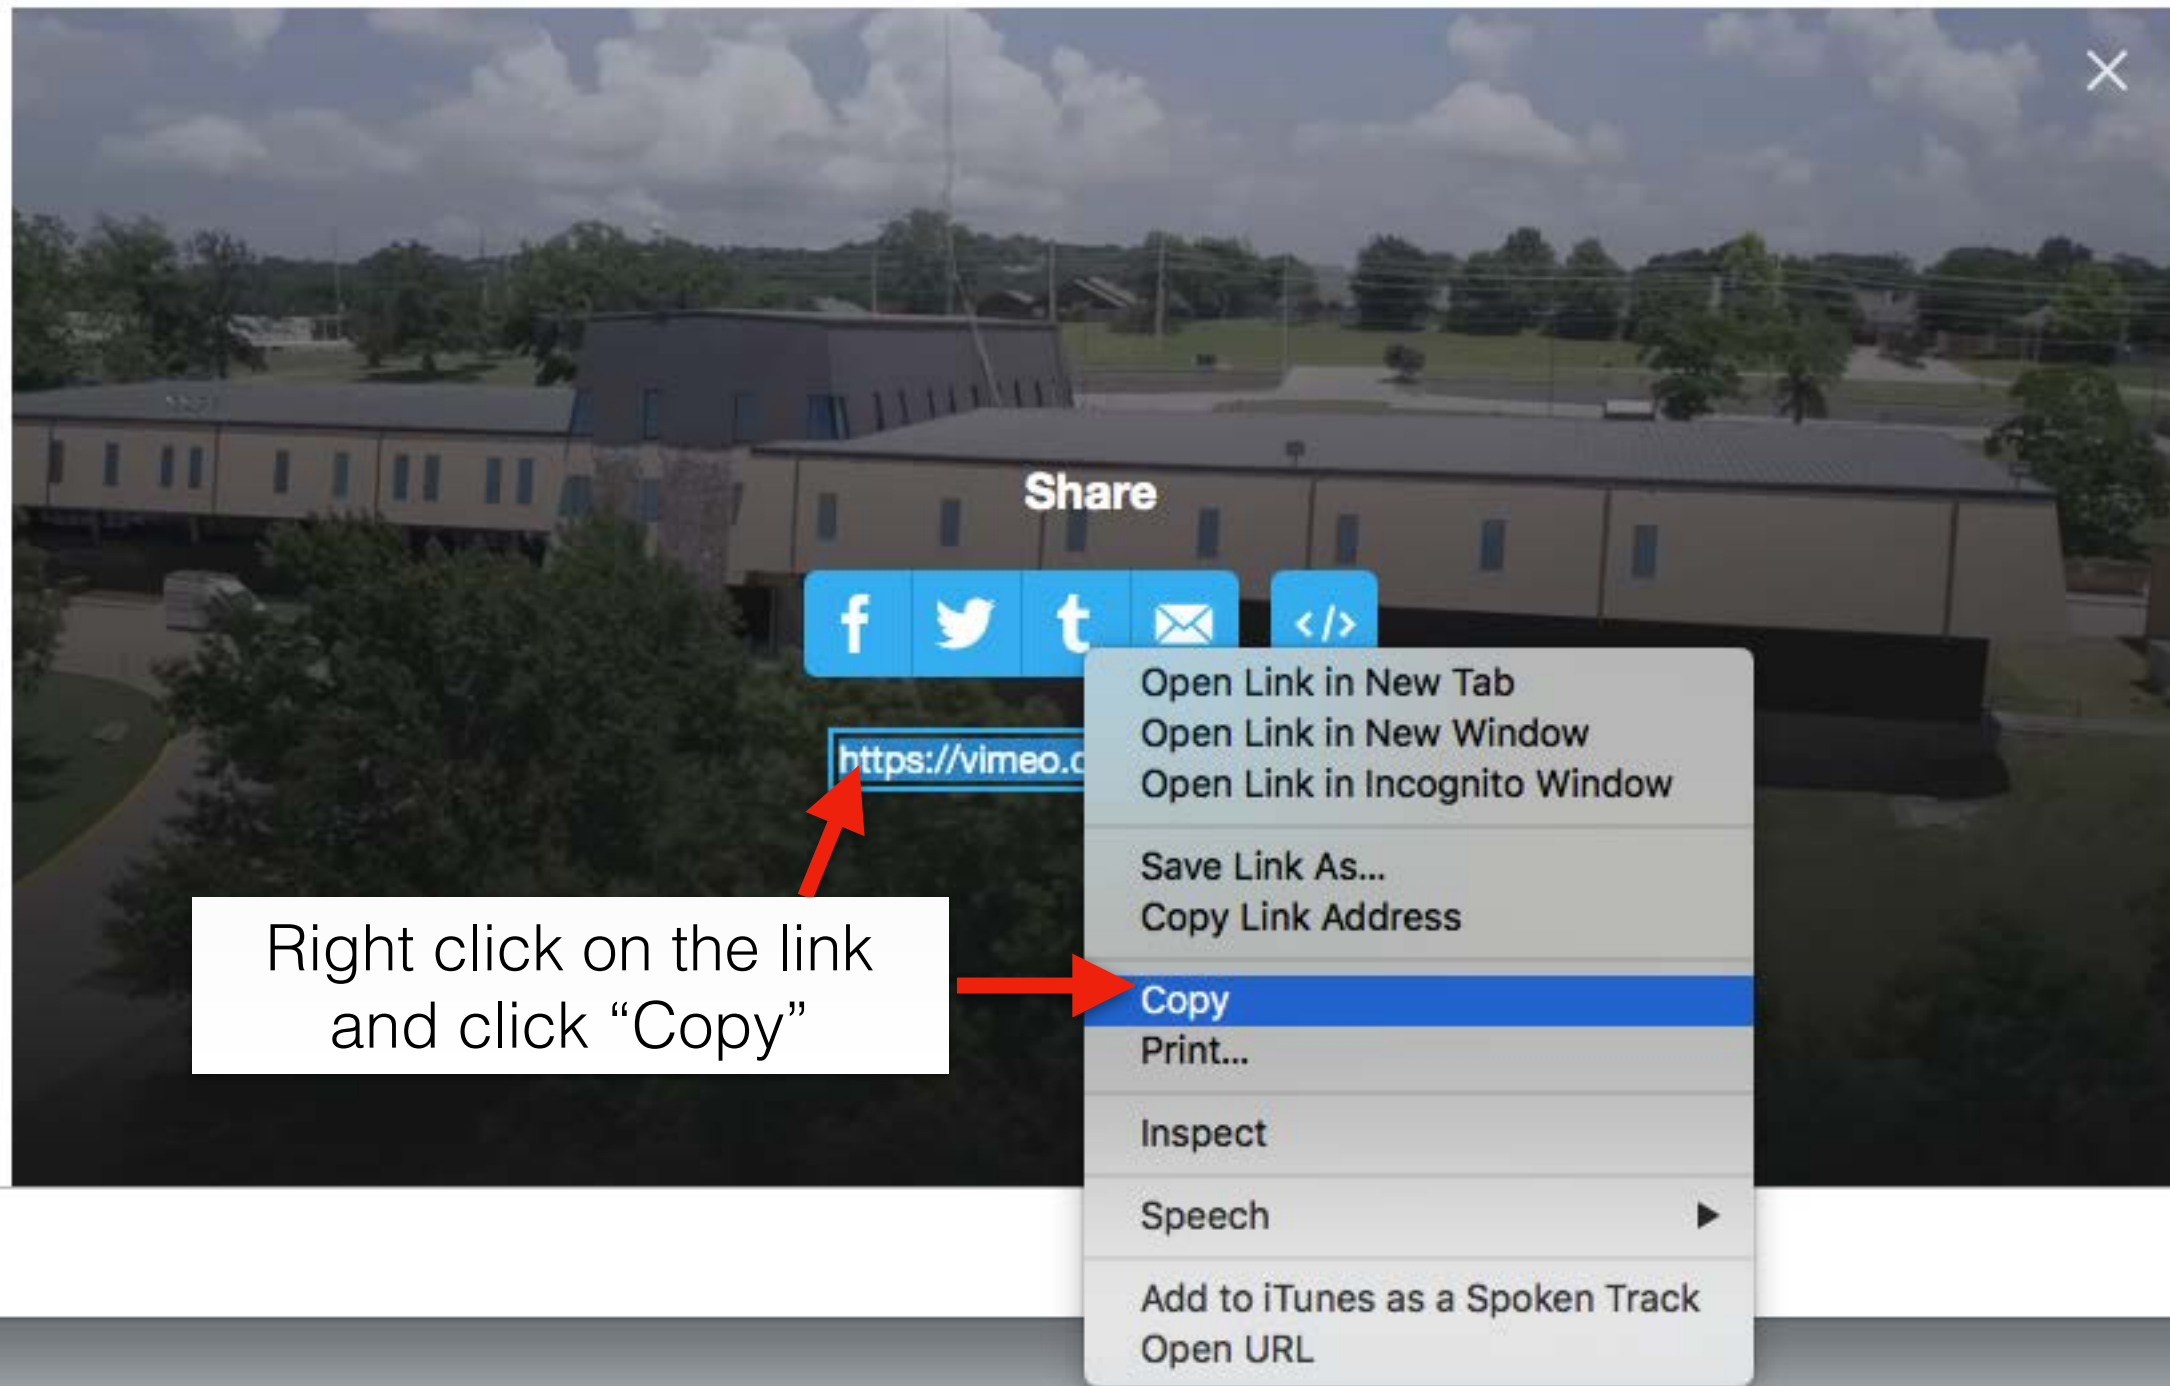 Share
f t </>
https://vimeo.c
Right click on the link
and click “Copy”
Open Link in New Tab
Open Link in New Window
Open Link in Incognito Window
Save Link As...
Copy Link Address
Copy
Print...
Inspect
Speech
Add to iTunes as a Spoken Track
Open URL